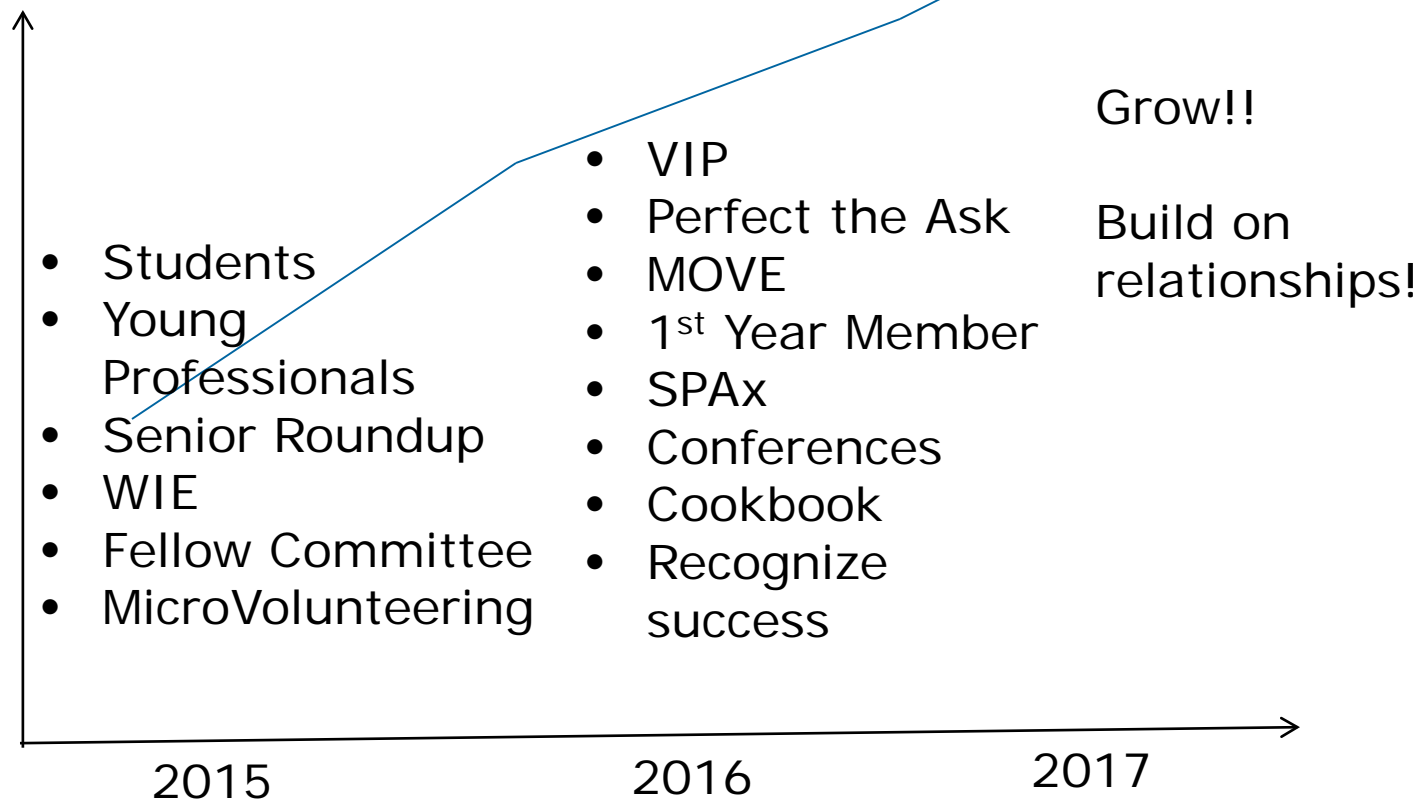 • Students
• Young
Professionals
• Senior Roundup
• WIE
• Fellow Committee
• MicroVolunteering
• VIP
• Perfect the Ask
• MOVE
• 1st Year Member
• SPAx
• Conferences
• Cookbook
• Recognize
success
Grow!!
Build on
relationships!
2015
2016
2017